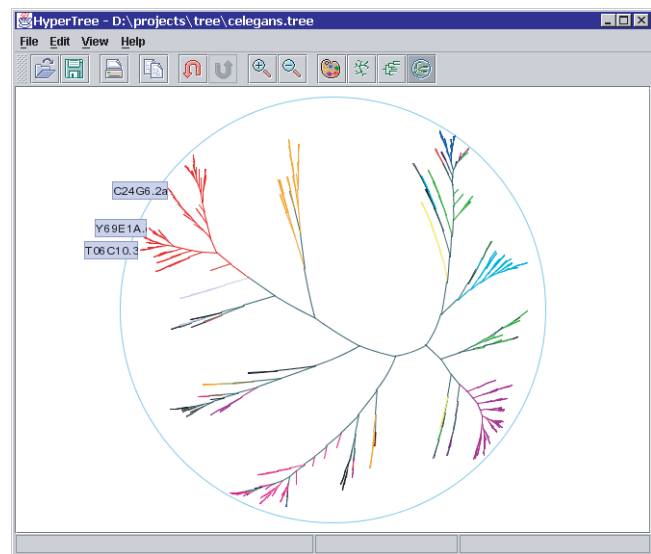 HyperTree - D:\projects\tree\celegans.tree
File Edit View Help
C24G6.2a
Y69E1A.
T06C10.3